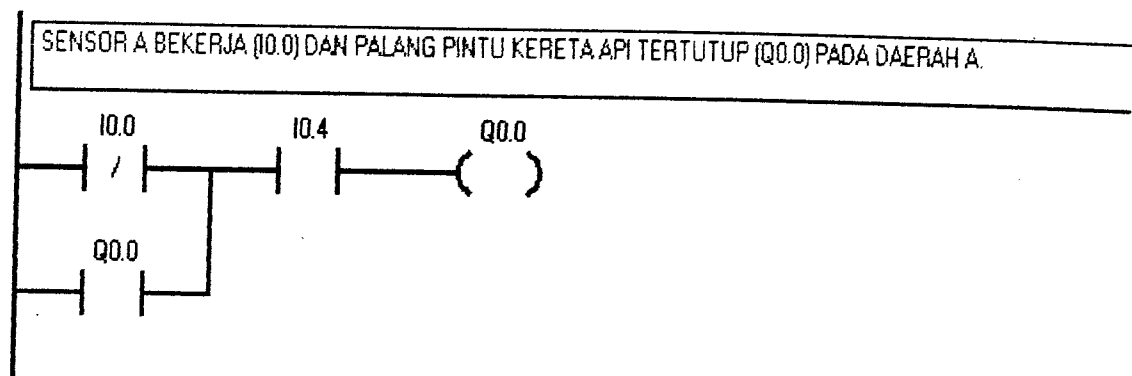 SENSOR A BEKERJA (I0.0) DAN PALANG PINTU KERETA API TERTUTUP (Q0.0) PADA DAERAH A.
I0.0 I0.4 Q0.0
/
Q0.0